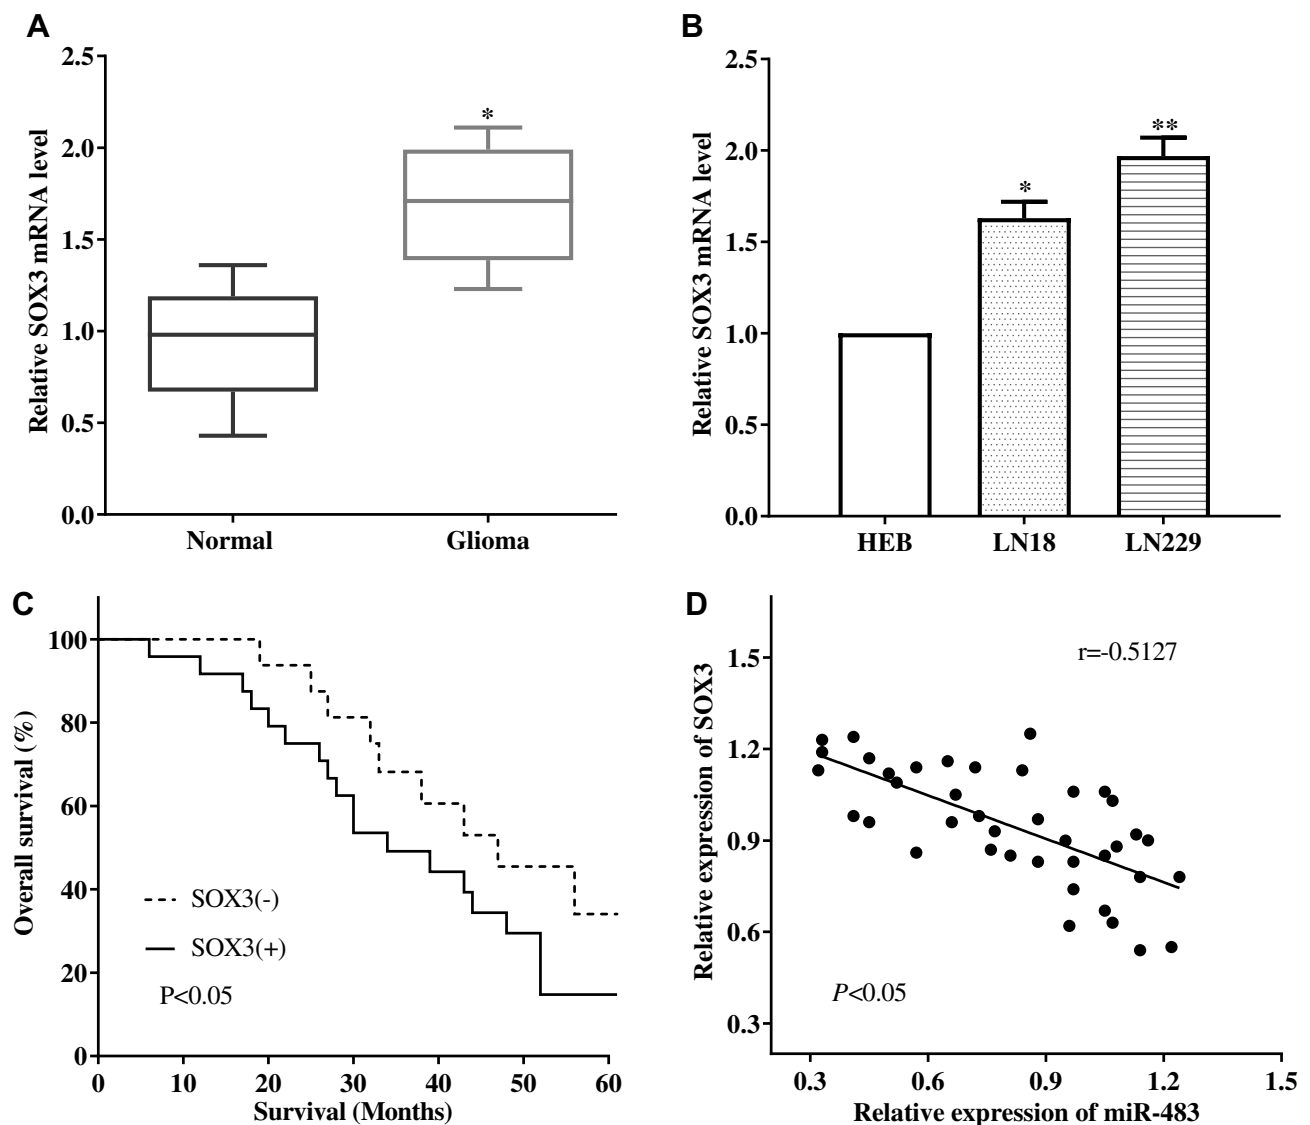 A
Relative SOX3 mRNA level
2.5
2.0
1.5
1.0
0.5
0.0
*
Normal
Glioma
B
Relative SOX3 mRNA level
2.5
2.0
1.5
1.0
0.5
0.0
*
**
HEB
LN18
LN229
C
Overall survival (%)
100
80
60
40
20
0
SOX3(-)
SOX3(+)
P<0.05
0
10
20
30
40
50
60
Survival (Months)
D
Relative expression of SOX3
1.5
1.2
0.9
0.6
0.3
r=-0.5127
P<0.05
0.3
0.6
0.9
1.2
1.5
Relative expression of miR-483